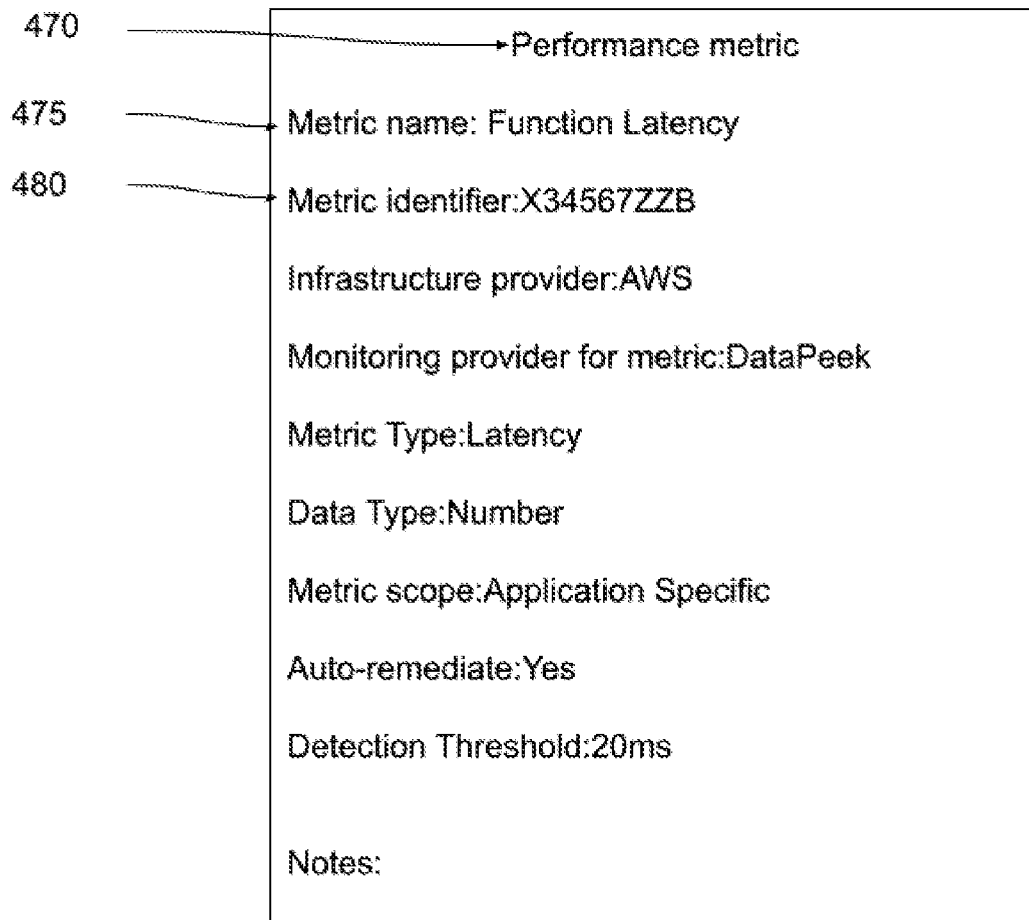 470
Performance metric
475
Metric name: Function Latency
480
Metric identifier:X34567ZZB
Infrastructure provider:AWS
Monitoring provider for metric:DataPeek
Metric Type:Latency
Data Type:Number
Metric scope:Application Specific
Auto-remediate:Yes
Detection Threshold:20ms
Notes: